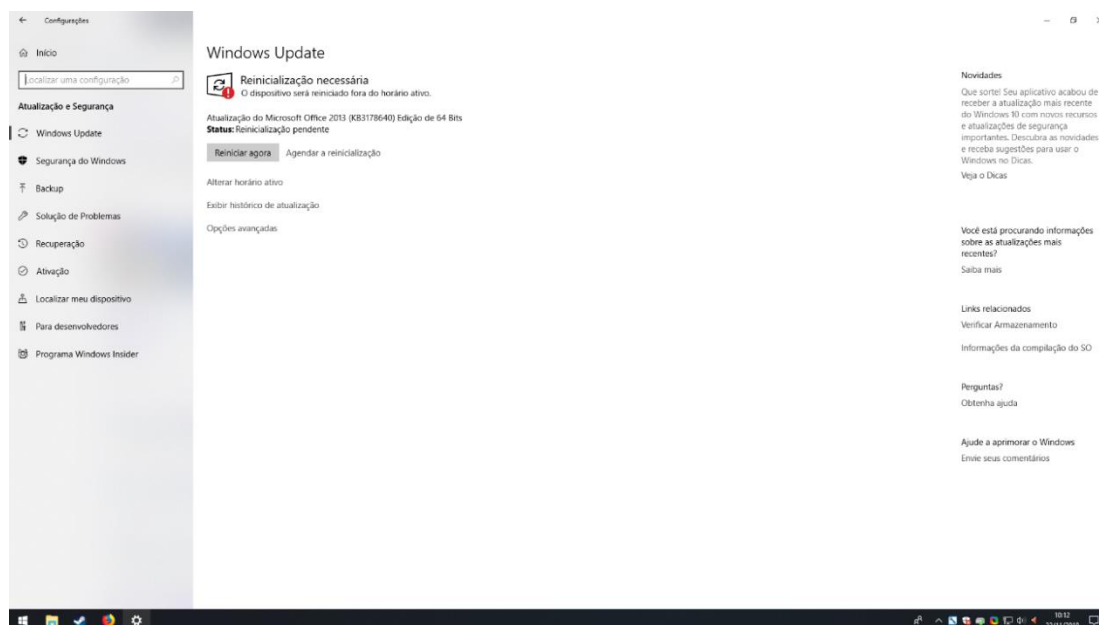 Configurações
Início
Localizar uma configuração
Atualização e Segurança
Windows Update
Segurança do Windows
Backup
Solução de Problemas
Recuperação
Ativação
Localizar meu dispositivo
Para desenvolvedores
Programa Windows Insider
Windows Update
Reinicialização necessária
O dispositivo será reiniciado fora do horário ativo.
Atualização do Microsoft Office 2013 (KB3178640) Edição de 64 Bits
Status: Reinicialização pendente
Reiniciar agora Agendar a reinicialização
Alterar horário ativo
Exibir histórico de atualização
Opções avançadas
Novidades
Que sorte! Seu aplicativo acabou de
receber a atualização mais recente
do Windows 10 com novos recursos
e atualizações de segurança
importantes. Descubra as novidades
e receba sugestões para usar o
Windows no Dicas.
Veja o Dicas
Você está procurando informações
sobre as atualizações mais
recentes?
Saiba mais
Links relacionados
Verificar Armazenamento
Informações da compilação do SO
Perguntas?
Obtenha ajuda
Ajude a aprimorar o Windows
Envie seus comentários
10:12